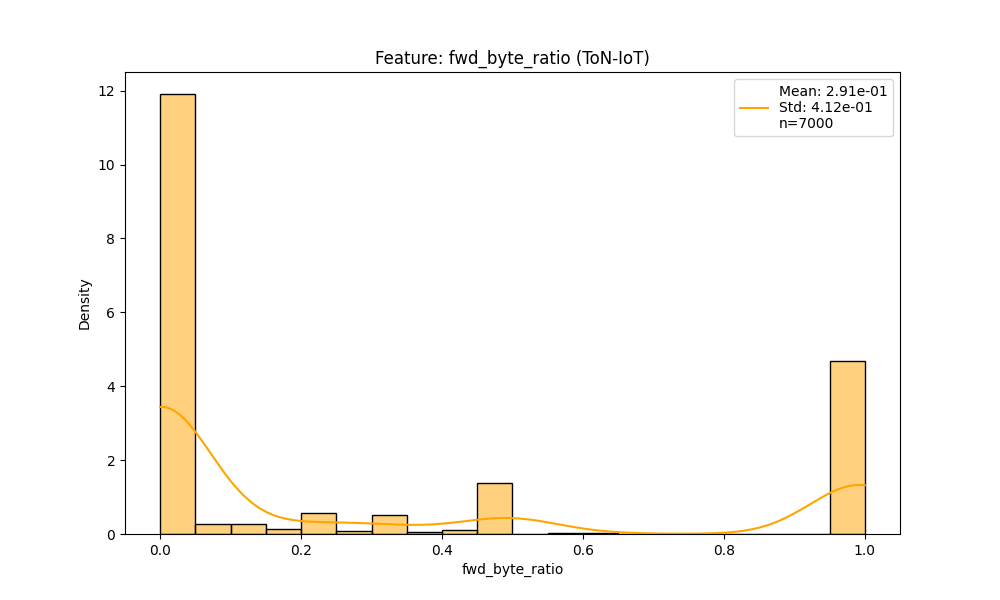 Feature: fwd_byte_ratio (ToN-IoT)
Mean: 2.91e-01
Std: 4.12e-01
n=7000
12
10
8
6
4
2
0
Density
0.0 0.2 0.4 0.6 0.8 1.0
fwd_byte_ratio